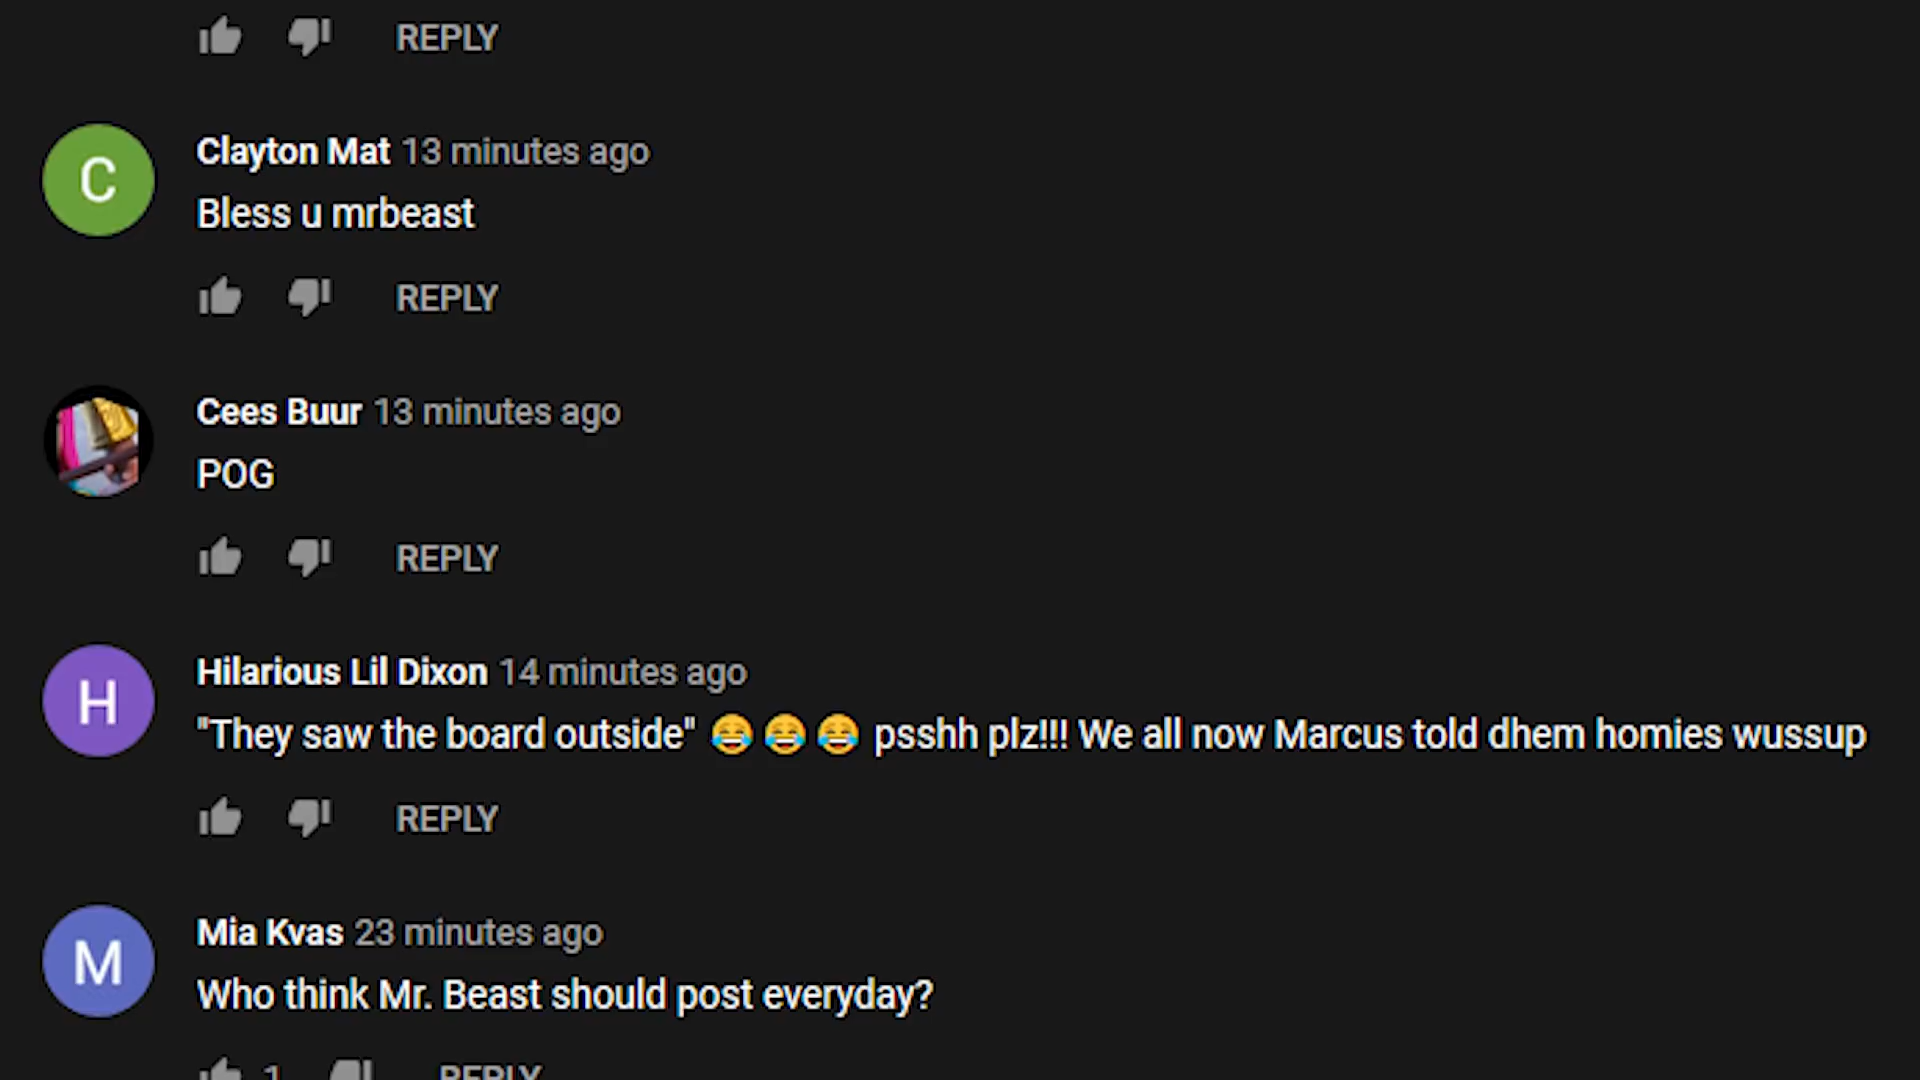 REPLY
C
Clayton Mat 13 minutes ago
Bless u mrbeast
REPLY
Cees Buur 13 minutes ago
POG
REPLY
H
Hilarious Lil Dixon 14 minutes ago
"They saw the board outside" 😂😂😂 psshh plz!!! We all now Marcus told dhem homies wussup
REPLY
M
Mia Kvas 23 minutes ago
Who think Mr. Beast should post everyday?
1 REPLY